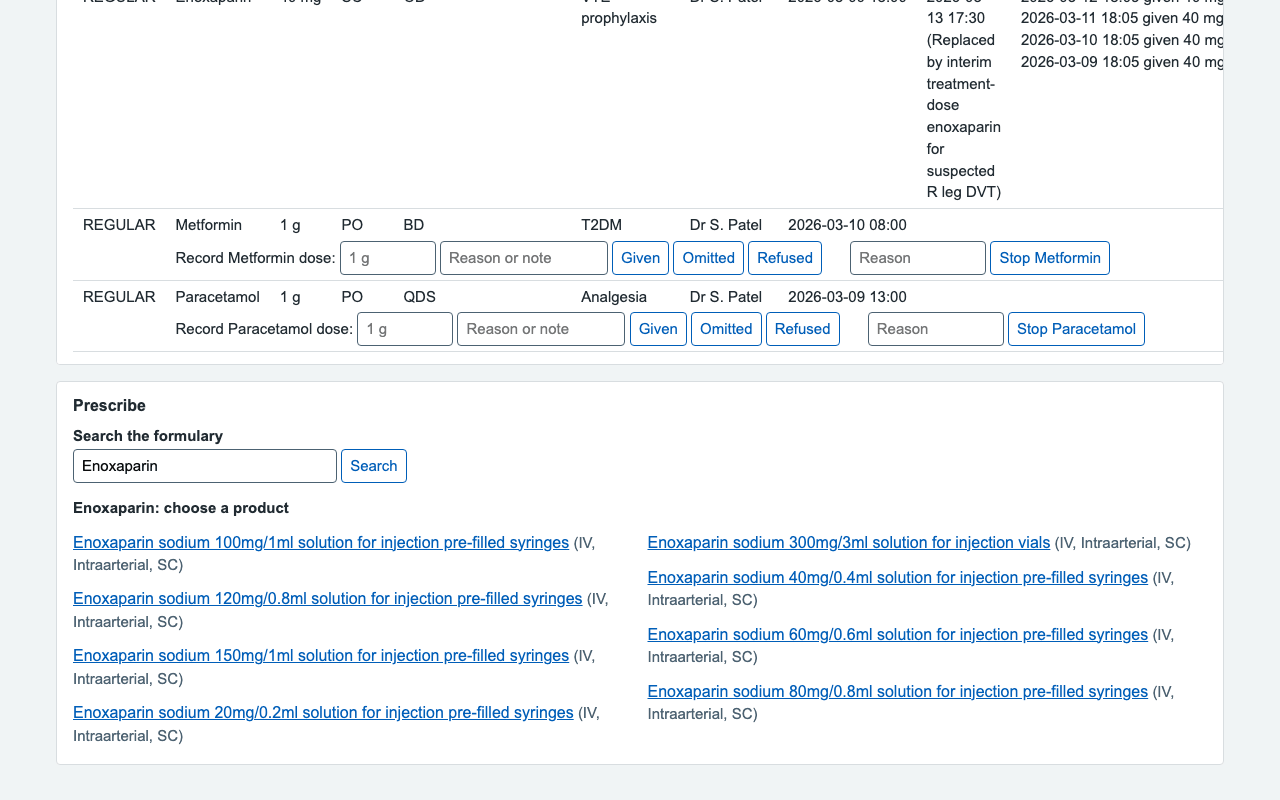 prophylaxis
13 17:30
(Replaced
by interim
treatment-
dose
enoxaparin
for
suspected
R leg DVT)
2026-03-11 18:05 given 40 mg
2026-03-10 18:05 given 40 mg
2026-03-09 18:05 given 40 mg
REGULAR Metformin 1 g PO BD T2DM Dr S. Patel 2026-03-10 08:00
Record Metformin dose: 1 g Reason or note Given Omitted Refused Reason Stop Metformin
REGULAR Paracetamol 1 g PO QDS Analgesia Dr S. Patel 2026-03-09 13:00
Record Paracetamol dose: 1 g Reason or note Given Omitted Refused Reason Stop Paracetamol
Prescribe
Search the formulary
Enoxaparin Search
Enoxaparin: choose a product
Enoxaparin sodium 100mg/1ml solution for injection pre-filled syringes (IV,
Intraarterial, SC)
Enoxaparin sodium 120mg/0.8ml solution for injection pre-filled syringes (IV,
Intraarterial, SC)
Enoxaparin sodium 150mg/1ml solution for injection pre-filled syringes (IV,
Intraarterial, SC)
Enoxaparin sodium 20mg/0.2ml solution for injection pre-filled syringes (IV,
Intraarterial, SC)
Enoxaparin sodium 300mg/3ml solution for injection vials (IV, Intraarterial, SC)
Enoxaparin sodium 40mg/0.4ml solution for injection pre-filled syringes (IV,
Intraarterial, SC)
Enoxaparin sodium 60mg/0.6ml solution for injection pre-filled syringes (IV,
Intraarterial, SC)
Enoxaparin sodium 80mg/0.8ml solution for injection pre-filled syringes (IV,
Intraarterial, SC)